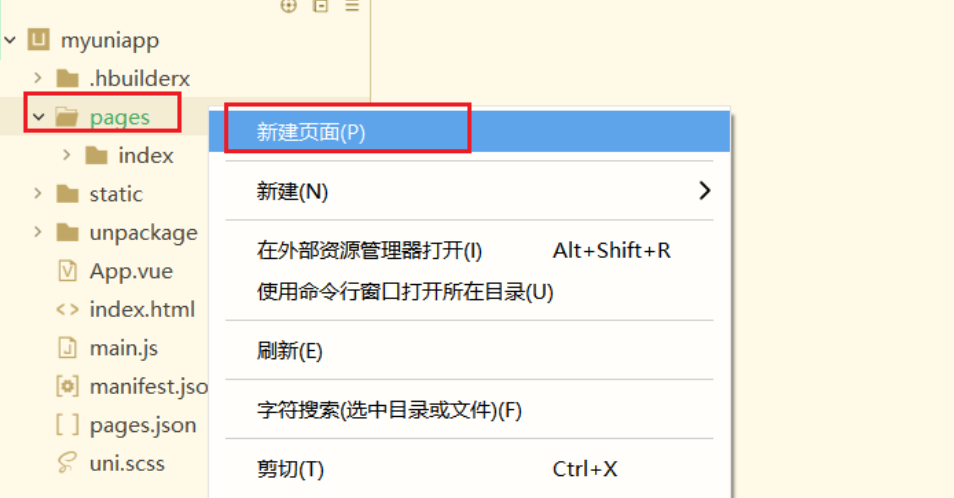 myuniapp
.hbuilderx
pages
index
static
unpackage
App.vue
index.html
main.js
manifest.jso
pages.json
uni.scss
新建页面(P)
新建(N)
在外部资源管理器打开(I) Alt+Shift+R
使用命令行窗口打开所在目录(U)
刷新(E)
字符搜索(选中目录或文件)(F)
剪切(T) Ctrl+X